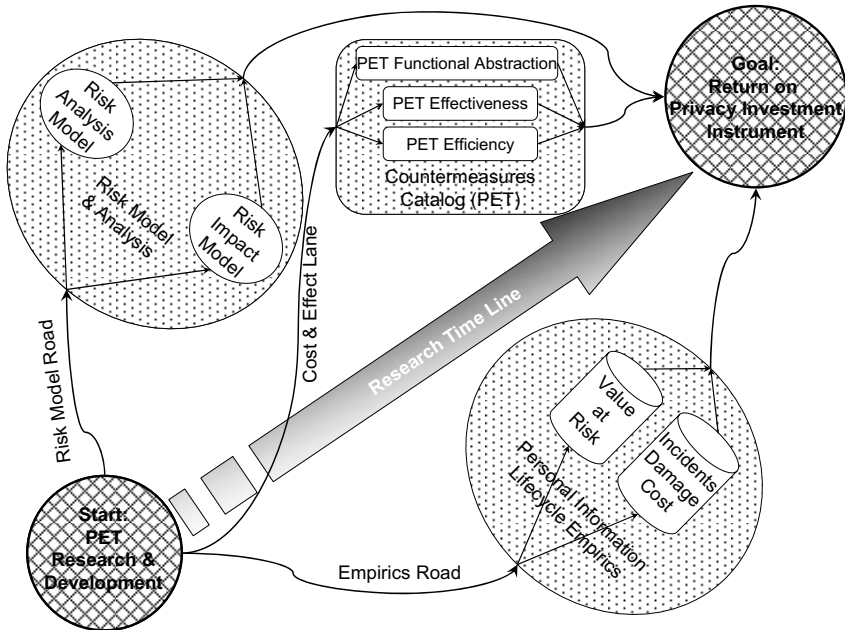 Risk
Analysis
Model
Risk Model
& Analysis
Risk
Impact
Model
PET Functional Abstraction
PET Effectiveness
PET Efficiency
Countermeasures
Catalog (PET)
Goal:
Return on
Privacy Investment
Instrument
Risk Model Road
Cost & Effect Lane
Research Time Line
Value
at
Risk
Incidents
Damage
Cost
Personal Information
Lifecycle Empirics
Start:
PET
Research &
Development
Empirics Road